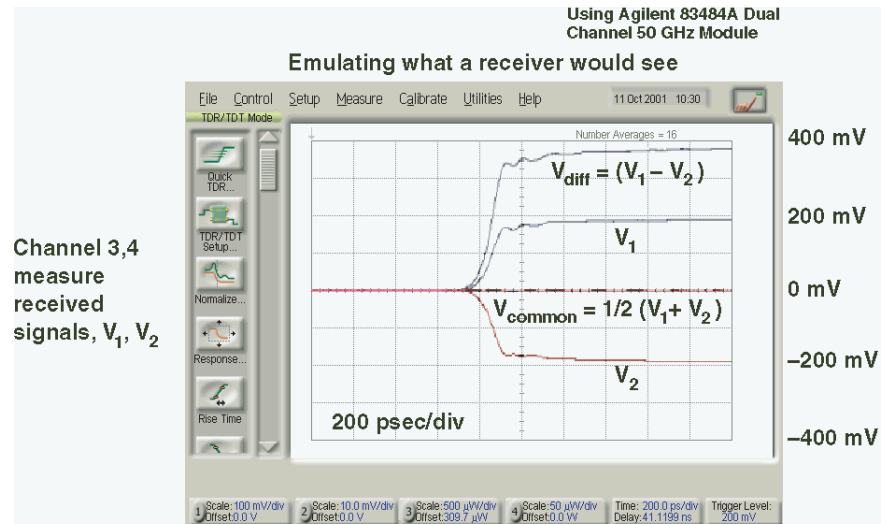 Using Agilent 83484A Dual
Channel 50 GHz Module
Emulating what a receiver would see
File Control Setup Measure Calibrate Utilities Help 11 Oct 2001 10:30
TDR/TDT Mode
Number Averages = 16
Quick
TDR...
TDR/TDT
Setup...
Normalize...
Response...
Rise Time
Channel 3,4
measure
received
signals, V1, V2
Vdiff = (V1 – V2)
V1
Vcommon = 1/2 (V1+ V2)
V2
200 psec/div
400 mV
200 mV
0 mV
–200 mV
–400 mV
1 Scale:100 mV/div
Offset:0.0 V
2 Scale:10.0 mV/div
Offset:0.0 V
3 Scale:500 µW/div
Offset:309.7 µW
4 Scale:50 µW/div
Offset:0.0 W
Time: 200.0 ps/div
Delay:41.1199 ns
Trigger Level:
200 mV